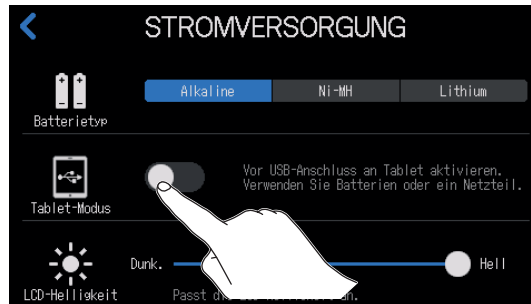 STROMVERSORGUNG
Alkaline Ni-MH Lithium
Batterietyp
Vor USB-Anschluss an Tablet aktivieren.
Verwenden Sie Batterien oder ein Netzteil.
Tablet-Modus
Dunk. Hell
LCD-Helligkeit
Passt an.